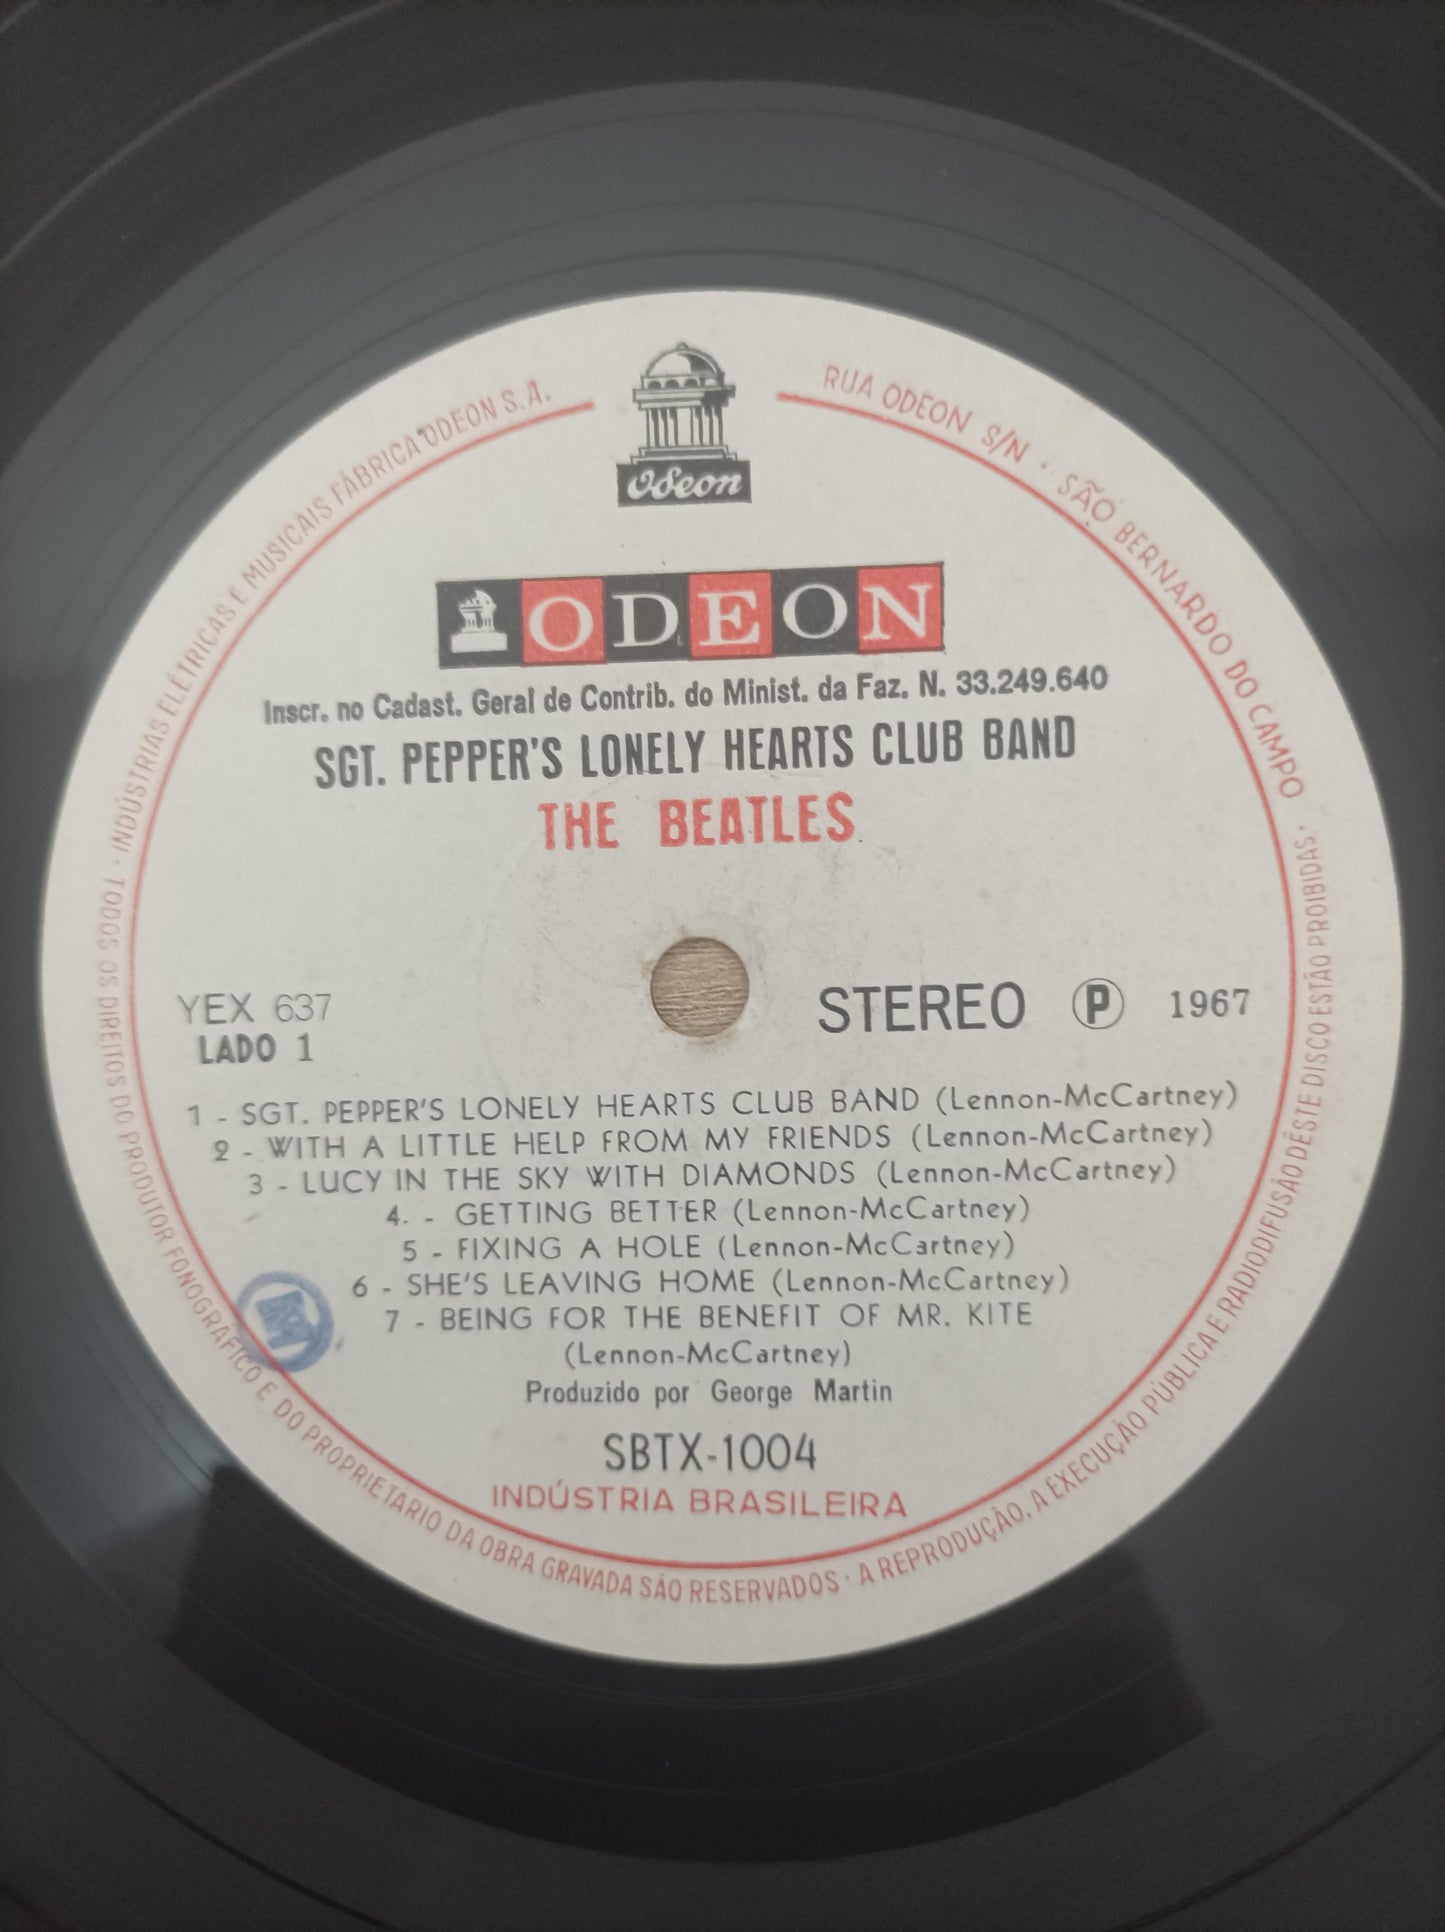 INDÚSTRIAS ELÉTRICAS E MUSICAIS FÁBRICA ODEON S.A.
RUA ODEON S/N · SÃO BERNARDO DO CAMPO
Odeon
ODEON
Inscr. no Cadast. Geral de Contrib. do Minist. da Faz. N. 33.249.640
SGT. PEPPER'S LONELY HEARTS CLUB BAND
THE BEATLES
YEX 637
LADO 1
STEREO Ⓟ 1967
1 - SGT. PEPPER'S LONELY HEARTS CLUB BAND (Lennon-McCartney)
2 - WITH A LITTLE HELP FROM MY FRIENDS (Lennon-McCartney)
3 - LUCY IN THE SKY WITH DIAMONDS (Lennon-McCartney)
4. - GETTING BETTER (Lennon-McCartney)
5 - FIXING A HOLE (Lennon-McCartney)
6 - SHE'S LEAVING HOME (Lennon-McCartney)
7 - BEING FOR THE BENEFIT OF MR. KITE
(Lennon-McCartney)
Produzido por George Martin
SBTX-1004
INDÚSTRIA BRASILEIRA
· TODOS OS DIREITOS DO PRODUTOR FONOGRÁFICO E DO PROPRIETÁRIO DA OBRA GRAVADA SÃO RESERVADOS · A REPRODUÇÃO, A EXECUÇÃO PÚBLICA E RADIODIFUSÃO DÊSTE DISCO ESTÃO PROIBIDAS ·